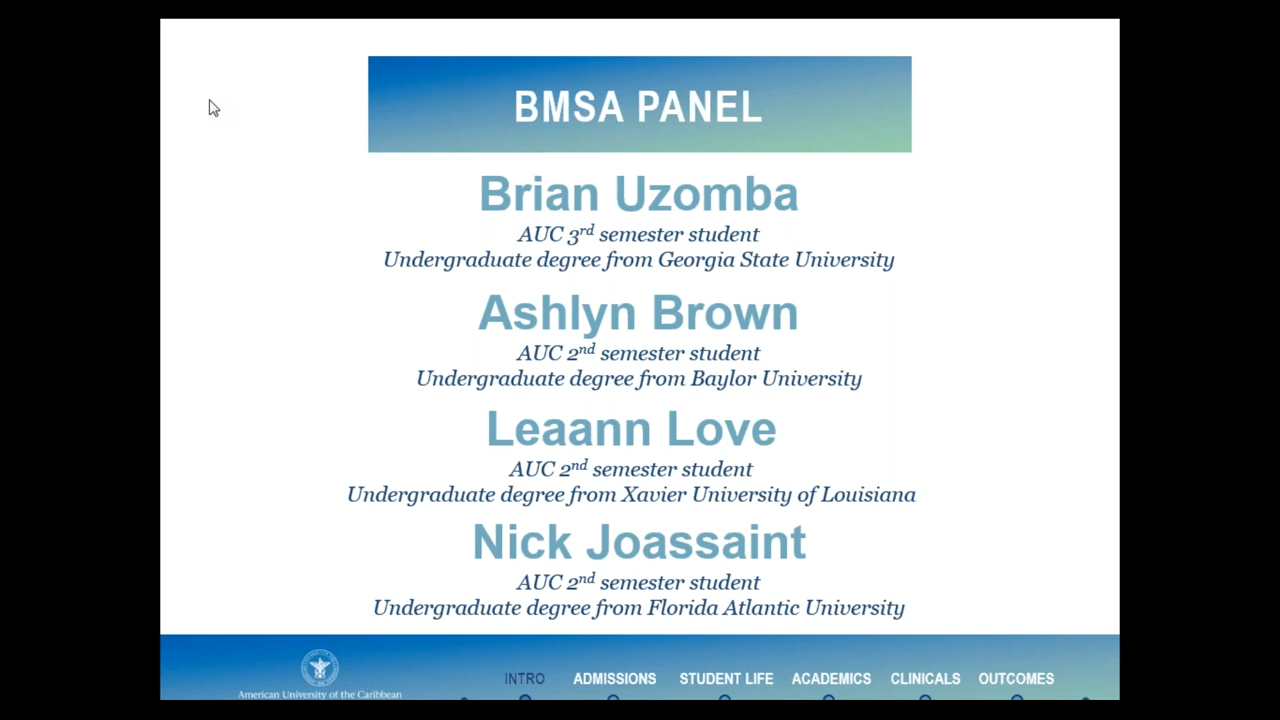 BMSA PANEL
Brian Uzomba
AUC 3rd semester student
Undergraduate degree from Georgia State University
Ashlyn Brown
AUC 2nd semester student
Undergraduate degree from Baylor University
Leaann Love
AUC 2nd semester student
Undergraduate degree from Xavier University of Louisiana
Nick Joassaint
AUC 2nd semester student
Undergraduate degree from Florida Atlantic University
INTRO ADMISSIONS STUDENT LIFE ACADEMICS CLINICALS OUTCOMES
American University of the Caribbean